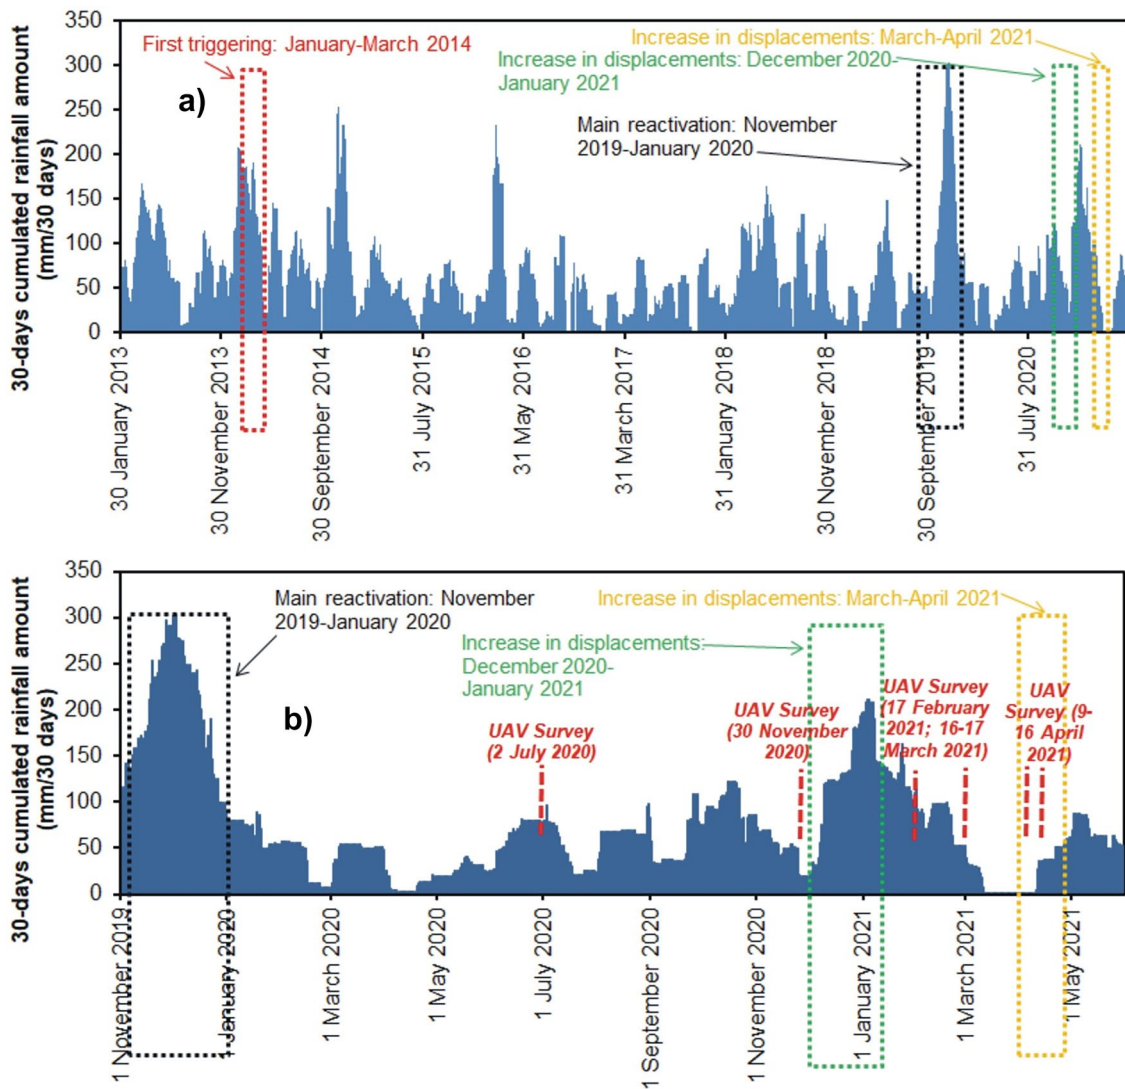 350
300
250
200
150
100
50
0
30-days cumulated rainfall amount
(mm/30 days)
a)
First triggering: January-March 2014
Increase in displacements: March-April 2021
Increase in displacements: December 2020-
January 2021
Main reactivation: November
2019-January 2020
30 January 2013
30 November 2013
30 September 2014
31 July 2015
31 May 2016
31 March 2017
31 January 2018
30 November 2018
30 September 2019
31 July 2020
350
300
250
200
150
100
50
0
30-days cumulated rainfall amount
(mm/30 days)
b)
Main reactivation: November
2019-January 2020
Increase in displacements: March-April 2021
Increase in displacements:
December 2020-
January 2021
UAV Survey
(2 July 2020)
UAV Survey
(30 November
2020)
UAV Survey
(17 February
2021; 16-17
March 2021)
UAV
Survey (9-
16 April
2021)
1 November 2019
1 January 2020
1 March 2020
1 May 2020
1 July 2020
1 September 2020
1 November 2020
1 January 2021
1 March 2021
1 May 2021